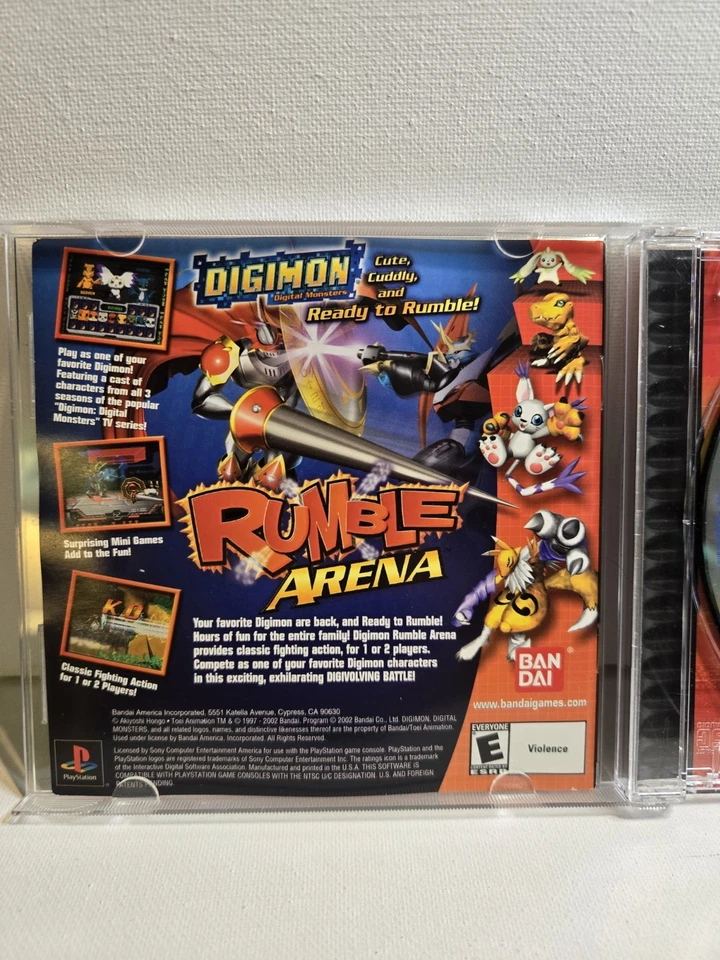 DIGIMON
Digital Monsters
Cute,
Cuddly,
and
Ready to Rumble!
Play as one of your
favorite Digimon!
Featuring a cast of
characters from all 3
seasons of the popular
"Digimon: Digital
Monsters" TV series!
Surprising Mini Games
Add to the Fun!
K.O.
Classic Fighting Action
for 1 or 2 Players!
RUMBLE
ARENA
Your favorite Digimon are back, and Ready to Rumble!
Hours of fun for the entire family! Digimon Rumble Arena
provides classic fighting action, for 1 or 2 players.
Compete as one of your favorite Digimon characters
in this exciting, exhilarating DIGIVOLVING BATTLE!
BAN
DAI
www.bandaigames.com
Bandai America Incorporated, 5551 Katella Avenue, Cypress, CA 90630
© Akiyoshi Hongo • Toei Animation TM & © 1997 - 2002 Bandai. Program © 2002 Bandai Co., Ltd. DIGIMON, DIGITAL
MONSTERS, and all related logos, names, and distinctive likenesses thereof are the property of Bandai/Toei Animation.
Used under license by Bandai America, Incorporated. All Rights Reserved.
Licensed by Sony Computer Entertainment America for use with the PlayStation game console. PlayStation and the
PlayStation logos are registered trademarks of Sony Computer Entertainment Inc. The ratings icon is a trademark
of the Interactive Digital Software Association. Manufactured and printed in the U.S.A. THIS SOFTWARE IS
COMPATIBLE WITH PLAYSTATION GAME CONSOLES WITH THE NTSC U/C DESIGNATION. U.S. AND FOREIGN
PATENTS PENDING.
PlayStation
EVERYONE
E
ESRB
Violence